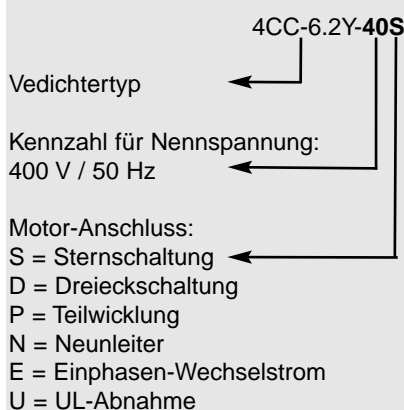 4CC-6.2Y-40S
Vedichtertyp
Kennzahl für Nennspannung:
400 V / 50 Hz
Motor-Anschluss:
S = Sternschaltung
D = Dreieckschaltung
P = Teilwicklung
N = Neunleiter
E = Einphasen-Wechselstrom
U = UL-Abnahme